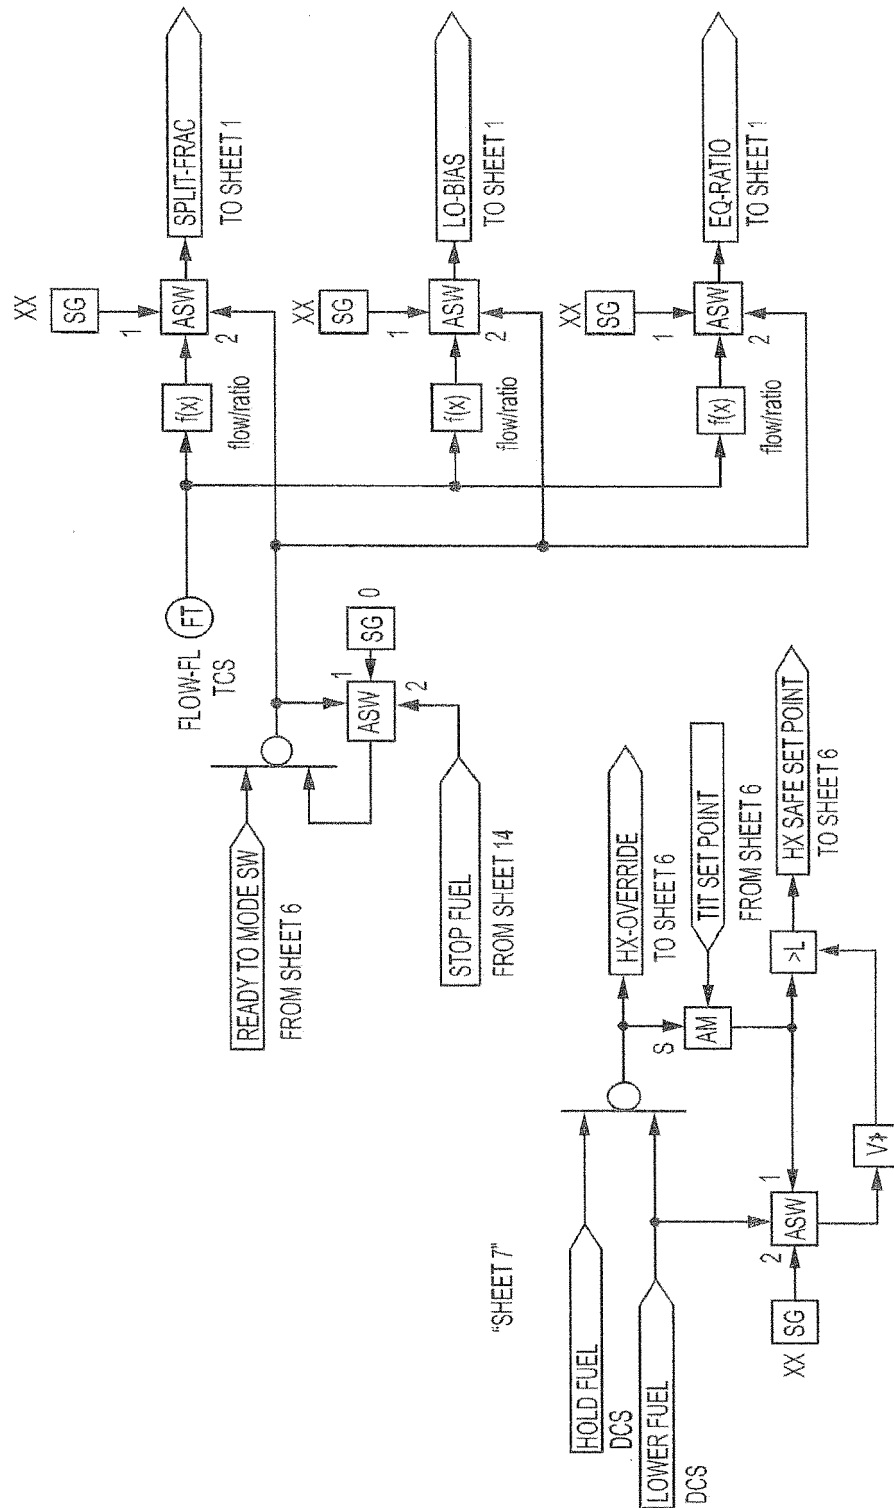 "SHEET 7"
HOLD FUEL
DCS
LOWER FUEL
DCS
XX
SG
2
ASW
1
V≯
HX-OVERRIDE
TO SHEET 6
S
AM
TIT SET POINT
FROM SHEET 6
>L
HX SAFE SET POINT
TO SHEET 6
READY TO MODE SW
FROM SHEET 6
STOP FUEL
FROM SHEET 14
ASW
1
2
SG
0
FLOW-FL
TCS
FT
f(x)
flow/ratio
XX
SG
1
ASW
2
SPLIT-FRAC
TO SHEET 1
f(x)
flow/ratio
XX
SG
1
ASW
2
LO-BIAS
TO SHEET 1
f(x)
flow/ratio
XX
SG
1
ASW
2
EQ-RATIO
TO SHEET 1